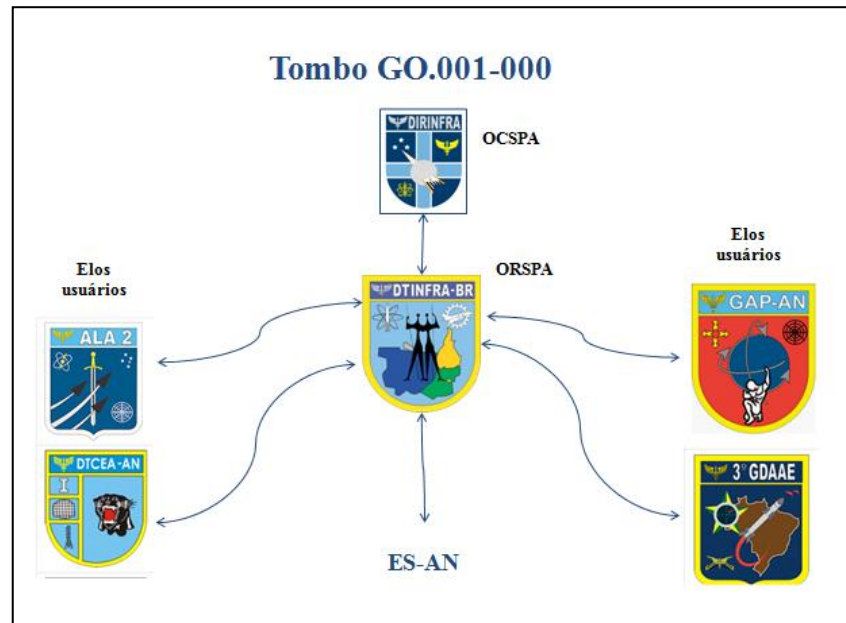 Tombo GO.001-000
DIRINFRA
OCSPA
Elos
usuários
ORSPA
Elos
usuários
DTINFRA-BR
ALA 2
GAP-AN
DTCEA-AN
3º GDAAE
ES-AN